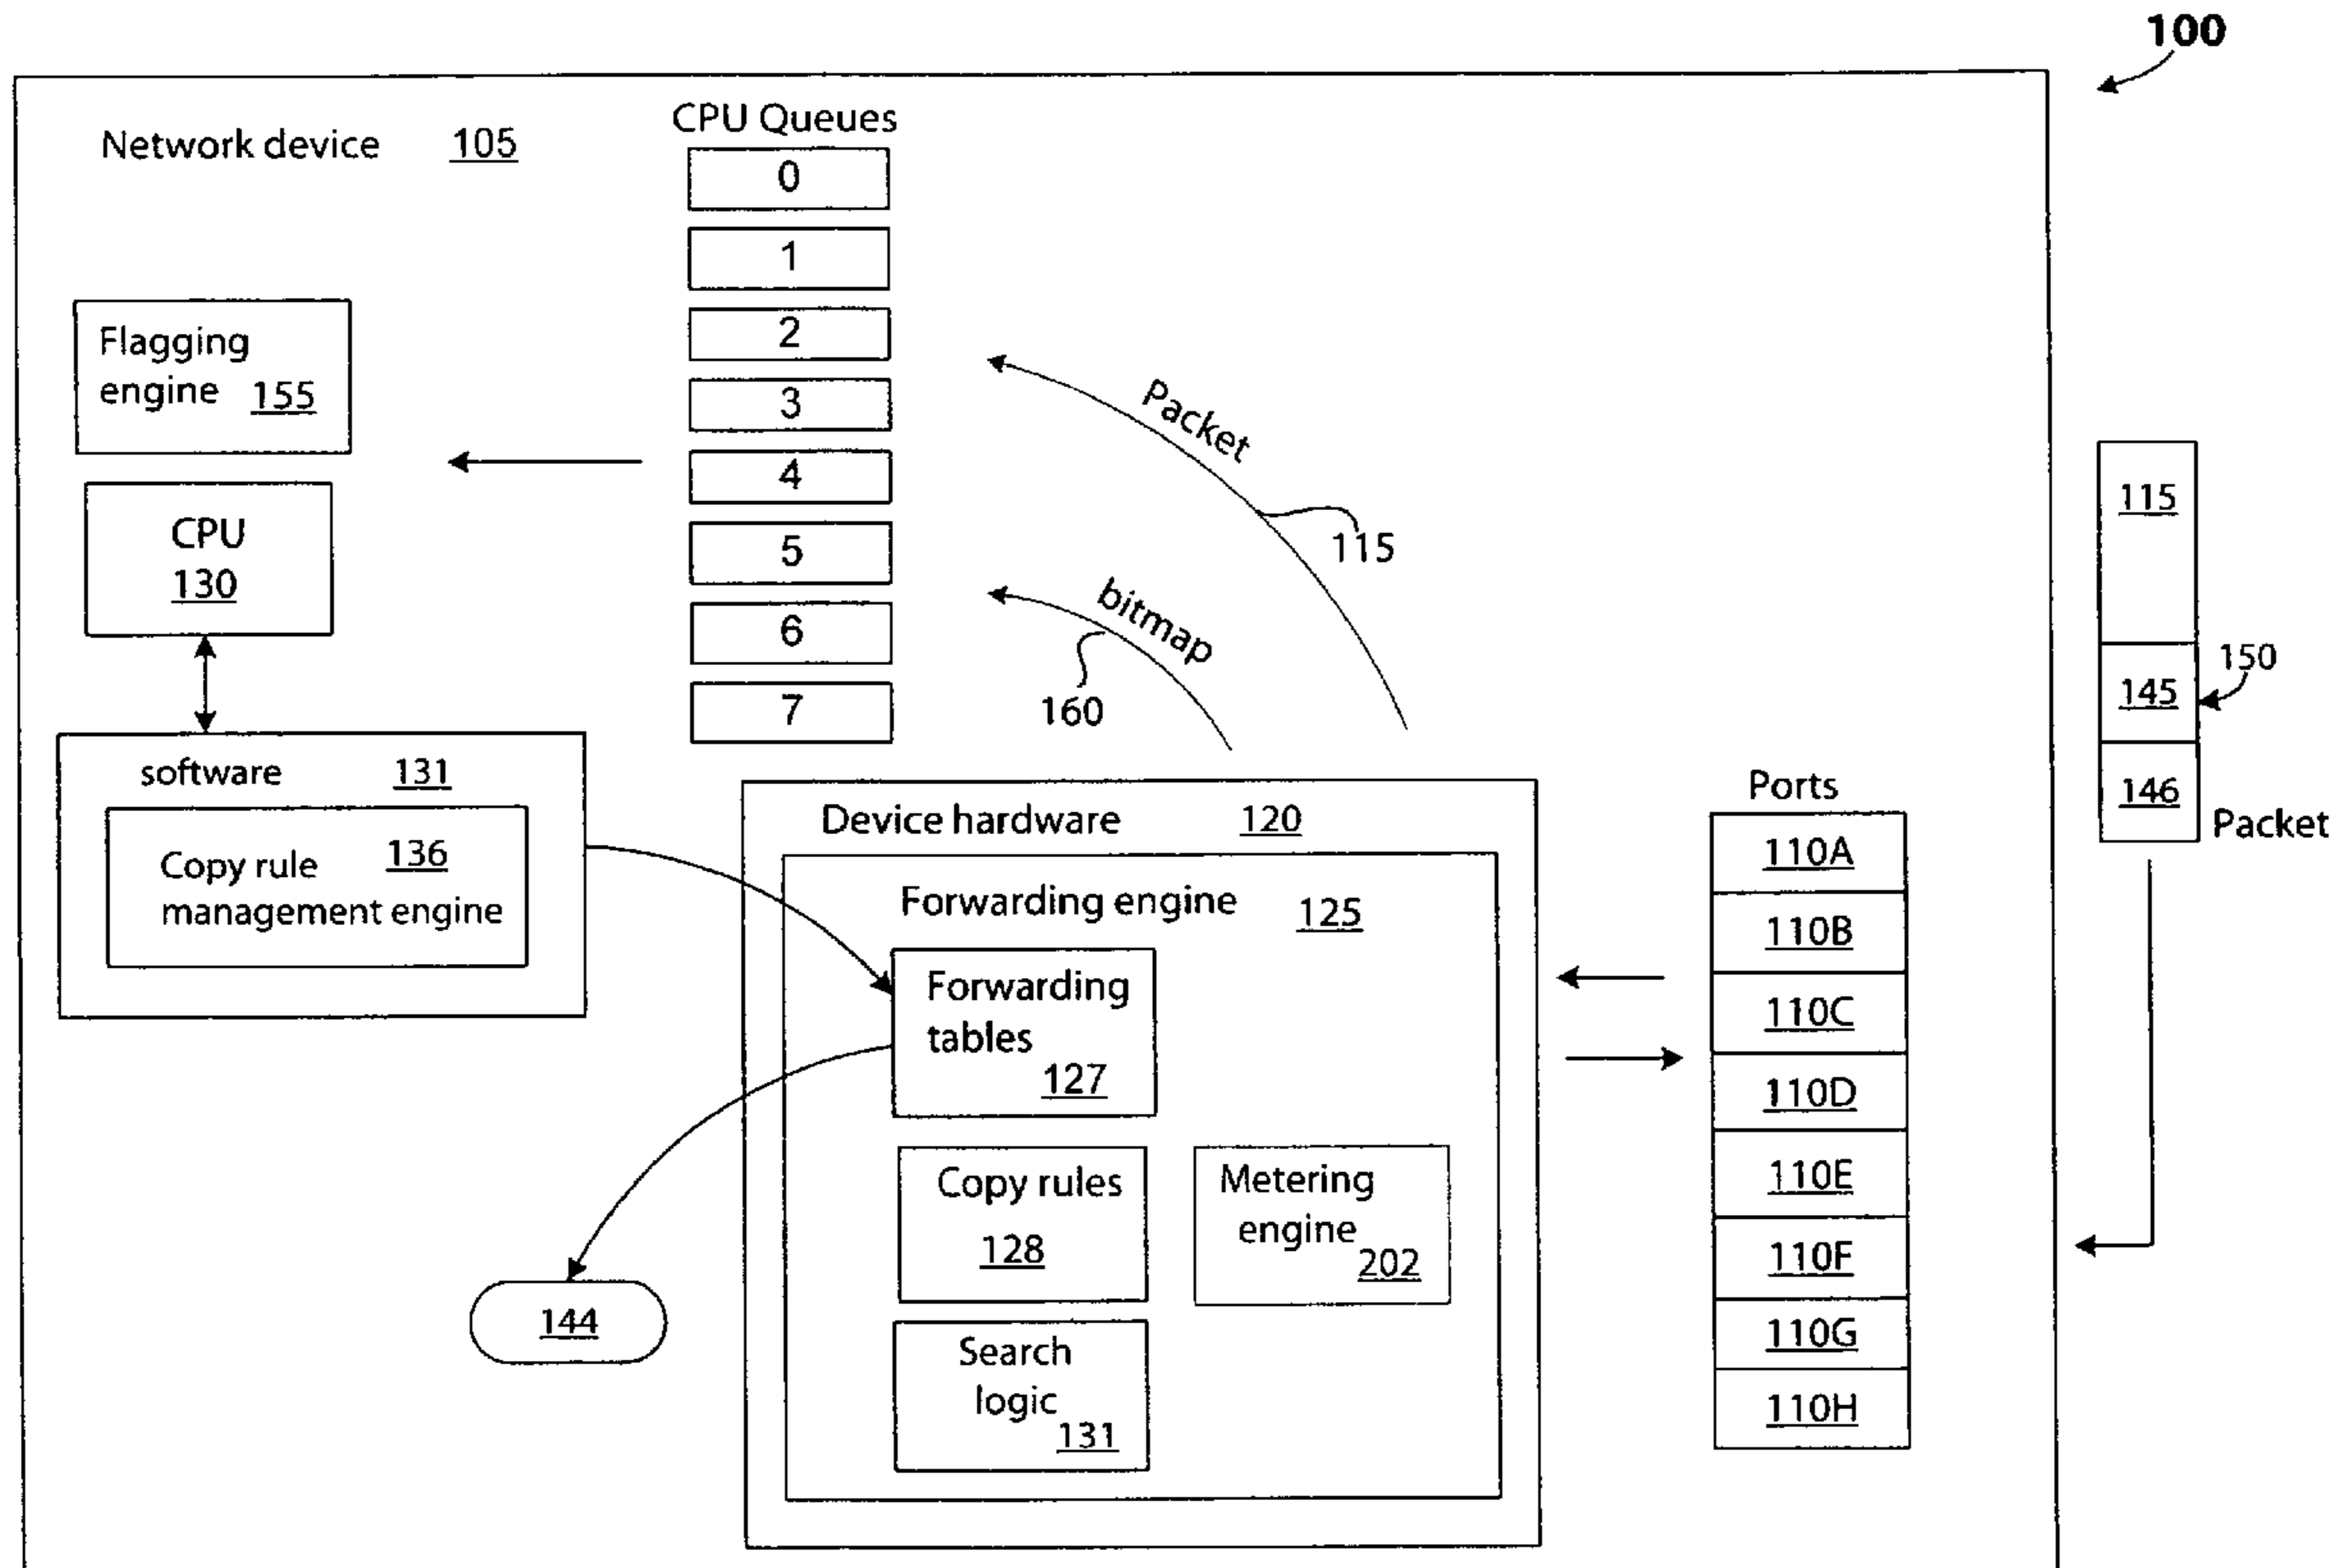 100
Network device 105
CPU Queues
0
1
2
3
4
5
6
7
Flagging
engine 155
CPU
130
software 131
Copy rule 136
management engine
Packet
115
bitmap
160
115
145
150
146
Packet
Device hardware 120
Forwarding engine 125
Forwarding
tables
127
Copy rules
128
Metering
engine
202
Search
logic
131
144
Ports
110A
110B
110C
110D
110E
110F
110G
110H